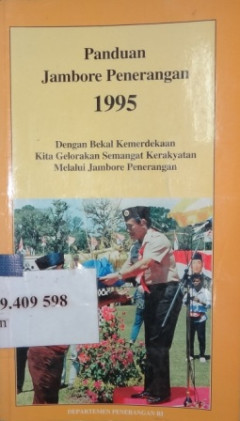 Panduan
Jambore Penerangan
1995
Dengan Bekal Kemerdekaan
Kita Gelorakan Semangat Kerakyatan
Melalui Jambore Penerangan
9.409 598
n
DEPARTEMEN PENERANGAN RI